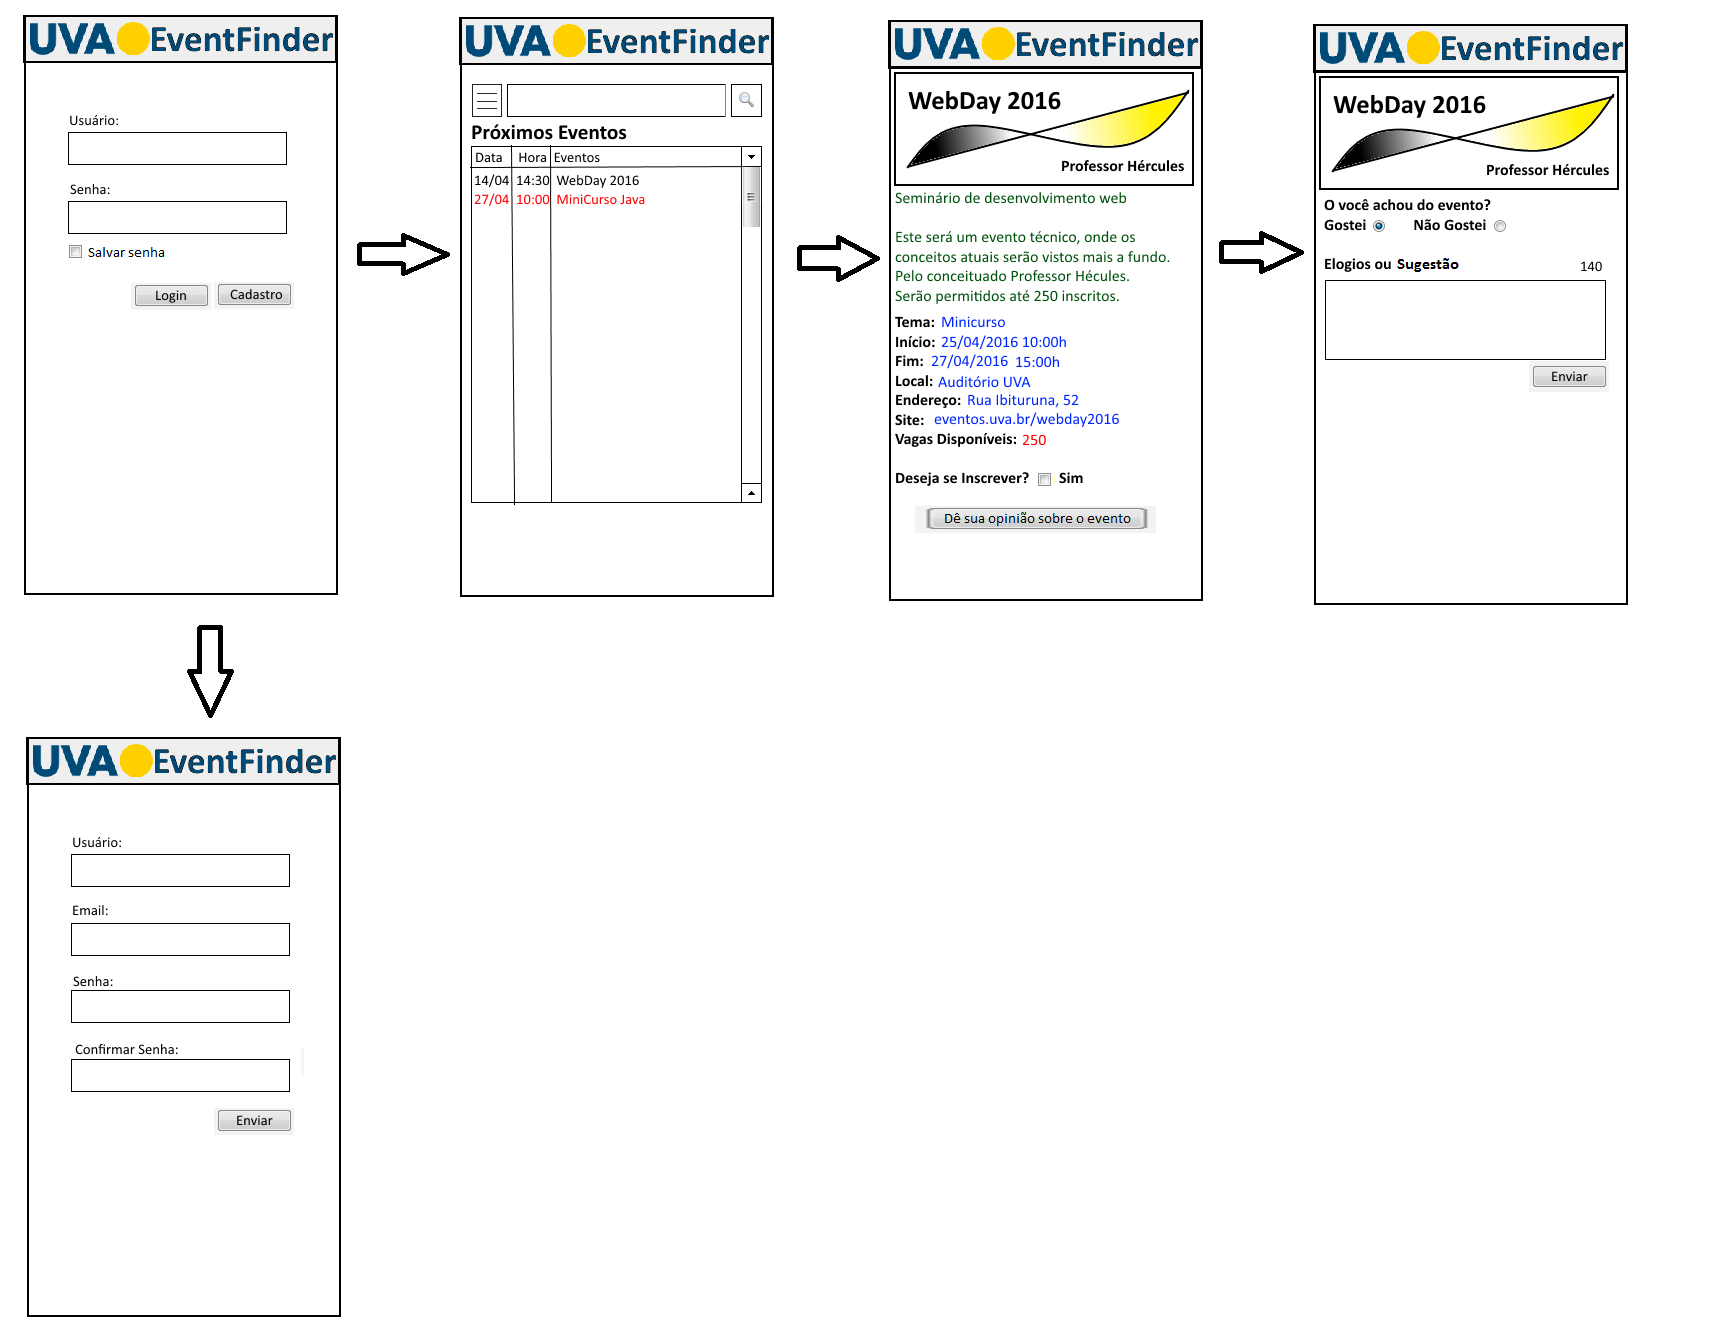 UVA EventFinder
Usuário:
Senha:
Salvar senha
Login Cadastro
UVA EventFinder
Próximos Eventos
Data Hora Eventos
14/04 14:30 WebDay 2016
27/04 10:00 MiniCurso Java
UVA EventFinder
WebDay 2016
Professor Hércules
Seminário de desenvolvimento web
Este será um evento técnico, onde os
conceitos atuais serão vistos mais a fundo.
Pelo conceituado Professor Hécules.
Serão permitidos até 250 inscritos.
Tema: Minicurso
Início: 25/04/2016 10:00h
Fim: 27/04/2016 15:00h
Local: Auditório UVA
Endereço: Rua Ibituruna, 52
Site: eventos.uva.br/webday2016
Vagas Disponíveis: 250
Deseja se Inscrever? Sim
Dê sua opinião sobre o evento
UVA EventFinder
WebDay 2016
Professor Hércules
O você achou do evento?
Gostei Não Gostei
Elogios ou Sugestão 140
Enviar
UVA EventFinder
Usuário:
Email:
Senha:
Confirmar Senha:
Enviar